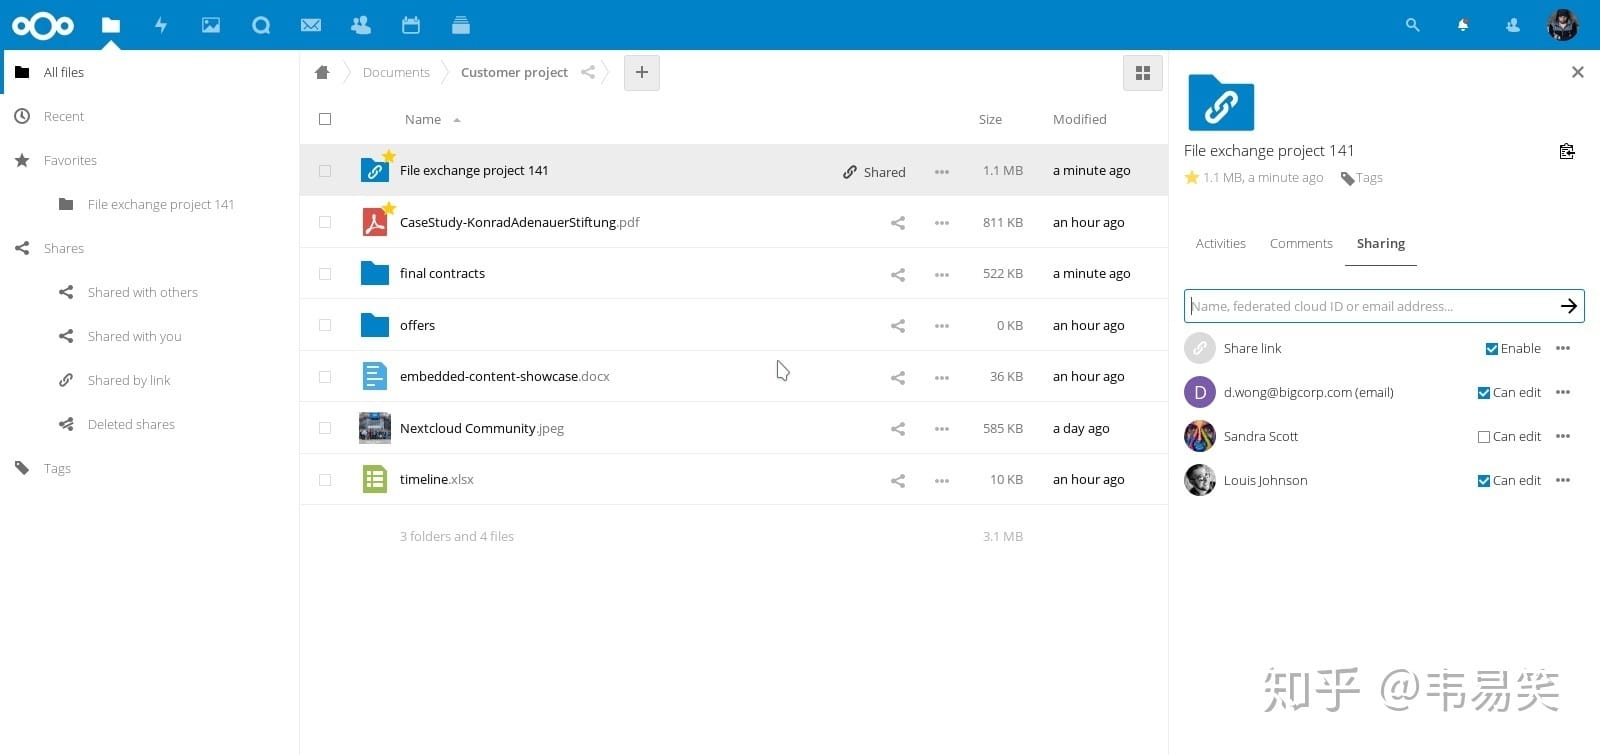 All files
Recent
Favorites
File exchange project 141
Shares
Shared with others
Shared with you
Shared by link
Deleted shares
Tags
Documents Customer project +
Name Size Modified
File exchange project 141 Shared 1.1 MB a minute ago
CaseStudy-KonradAdenauerStiftung.pdf 811 KB an hour ago
final contracts 522 KB a minute ago
offers 0 KB an hour ago
embedded-content-showcase.docx 36 KB an hour ago
Nextcloud Community.jpeg 585 KB a day ago
timeline.xlsx 10 KB an hour ago
3 folders and 4 files 3.1 MB
File exchange project 141
1.1 MB, a minute ago Tags
Activities Comments Sharing
Name, federated cloud ID or email address...
Share link Enable
D d.wong@bigcorp.com (email) Can edit
Sandra Scott Can edit
Louis Johnson Can edit
知乎 @韦易笑